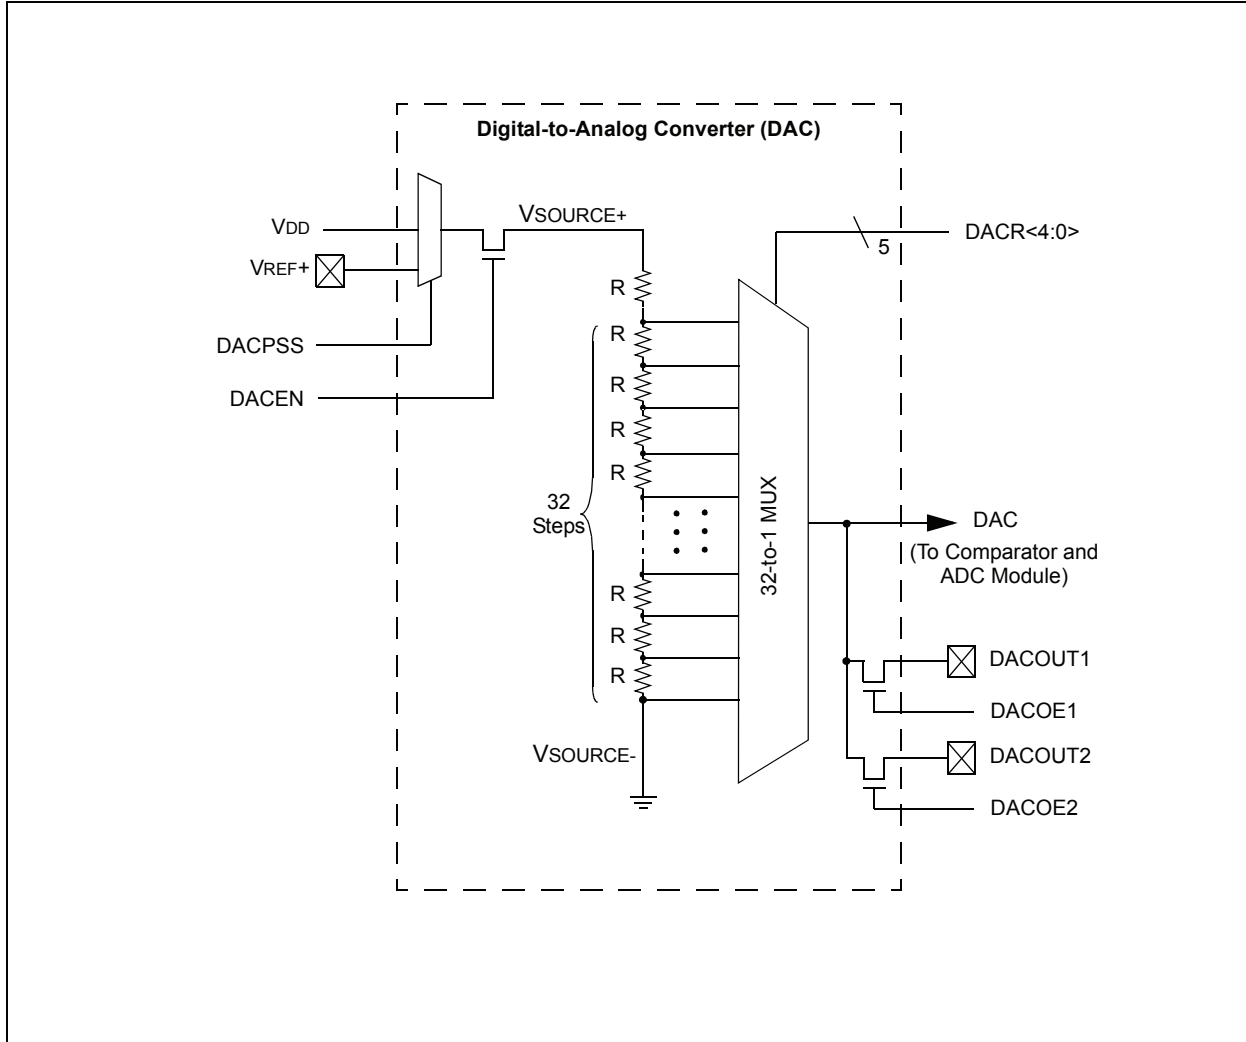 Digital-to-Analog Converter (DAC)
VDD
VSOURCE+
DACR<4:0>
5
VREF+
R
R
DACPSS
R
DACEN
R
R
32
Steps
32-to-1 MUX
DAC
(To Comparator and
ADC Module)
R
R
R
DACOUT1
DACOE1
VSOURCE-
DACOUT2
DACOE2